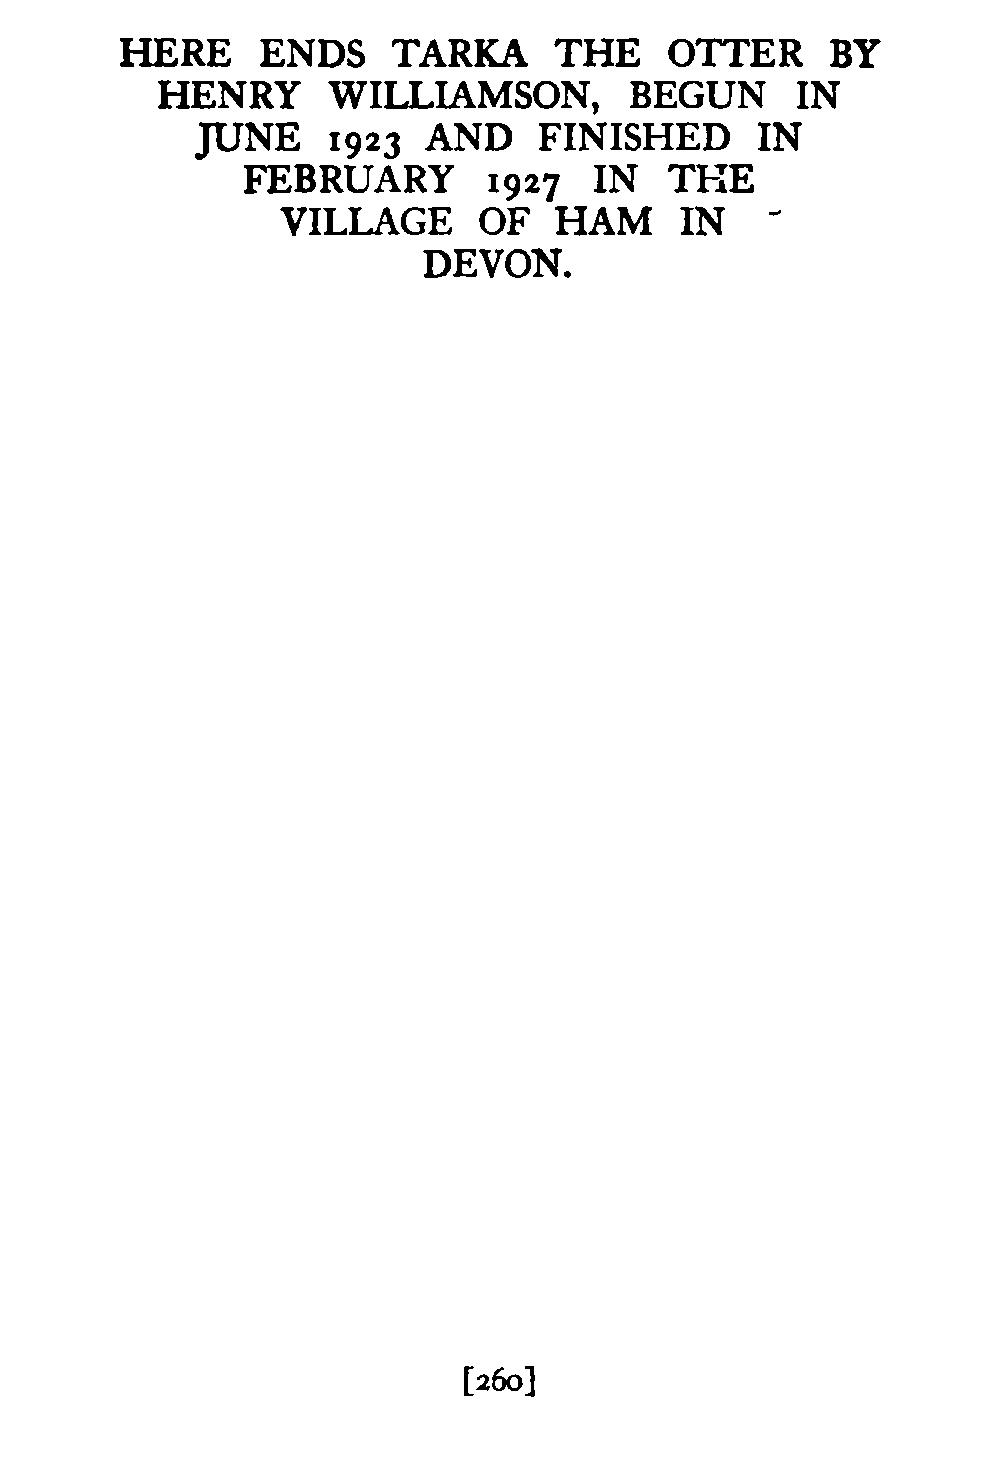 HERE ENDS TARKA THE OTTER BY
HENRY WILLIAMSON, BEGUN IN
JUNE 1923 AND FINISHED IN
FEBRUARY 1927 IN THE
VILLAGE OF HAM IN
DEVON.
[260]